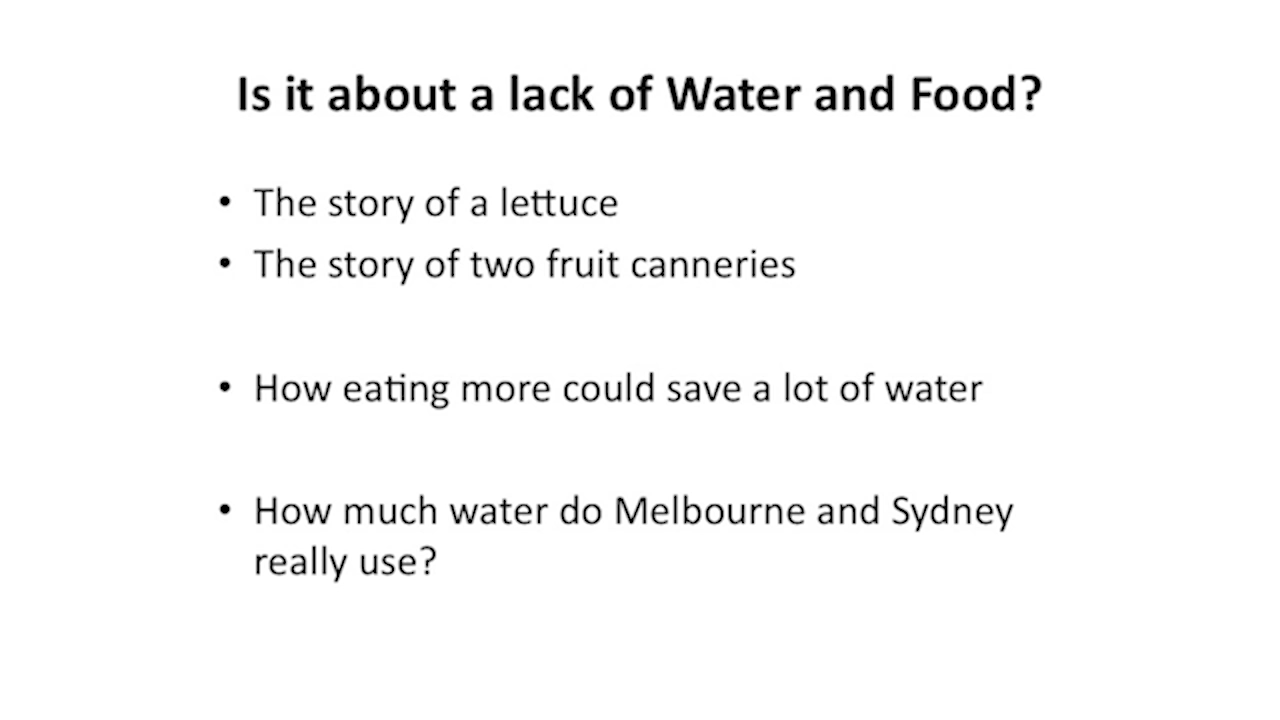 Is it about a lack of Water and Food?
• The story of a lettuce
• The story of two fruit canneries
• How eating more could save a lot of water
• How much water do Melbourne and Sydney
really use?